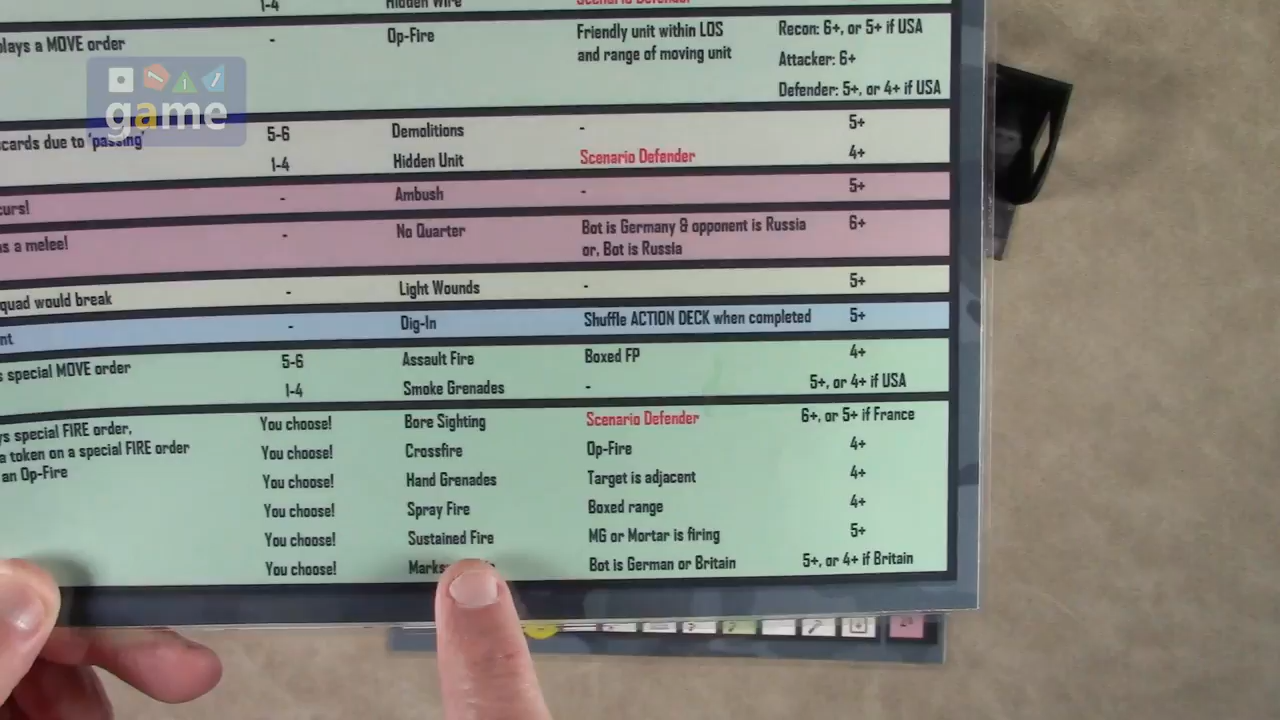 1-4 Hidden Wire Scenario Defender
plays a MOVE order - Op-Fire Friendly unit within LOS Recon: 6+, or 5+ if USA
and range of moving unit Attacker: 6+
Defender: 5+, or 4+ if USA
game
cards due to 'passing' 5-6 Demolitions - 5+
1-4 Hidden Unit Scenario Defender 4+
curs! - Ambush - 5+
as a melee! - No Quarter Bot is Germany & opponent is Russia 6+
or, Bot is Russia
quad would break - Light Wounds - 5+
nt - Dig-In Shuffle ACTION DECK when completed 5+
s special MOVE order 5-6 Assault Fire Boxed FP 4+
1-4 Smoke Grenades - 5+, or 4+ if USA
ys special FIRE order, You choose! Bore Sighting Scenario Defender 6+, or 5+ if France
a token on a special FIRE order You choose! Crossfire Op-Fire 4+
an Op-Fire You choose! Hand Grenades Target is adjacent 4+
You choose! Spray Fire Boxed range 4+
You choose! Sustained Fire MG or Mortar is firing 5+
You choose! Marks Bot is German or Britain 5+, or 4+ if Britain